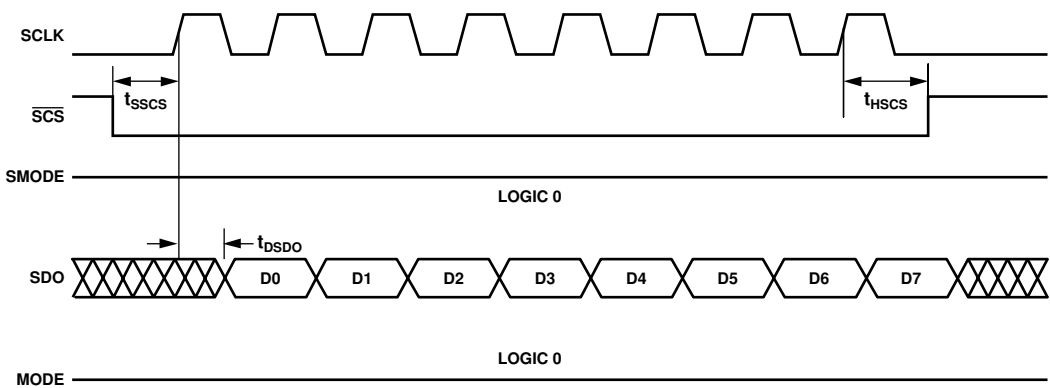 SCLK
tSSCS
tHSCS
SCS
SMODE
LOGIC 0
tDSDO
SDO
D0 D1 D2 D3 D4 D5 D6 D7
LOGIC 0
MODE